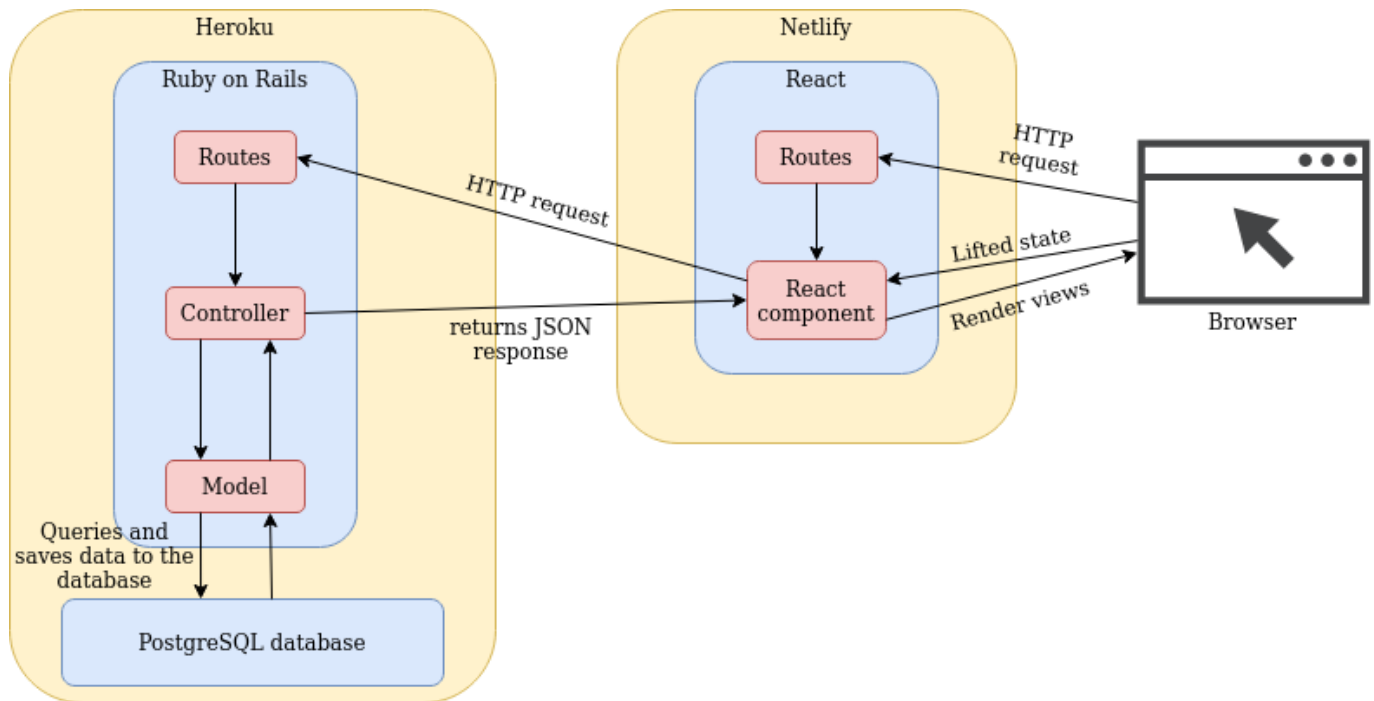 Heroku
Ruby on Rails
Routes
Controller
Model
Queries and
saves data to the
database
PostgreSQL database
HTTP request
returns JSON
response
Netlify
React
Routes
React
component
HTTP
request
Lifted state
Render views
Browser